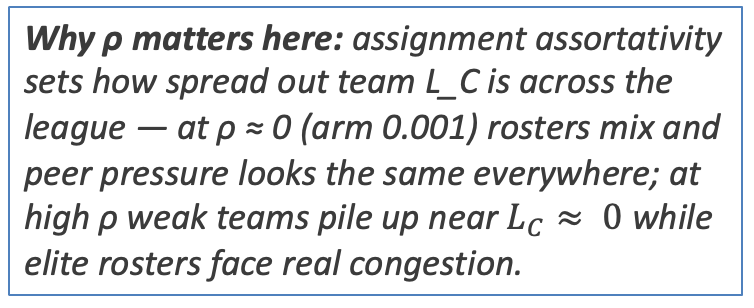 Why ρ matters here: assignment assortativity
sets how spread out team L_C is across the
league — at ρ ≈ 0 (arm 0.001) rosters mix and
peer pressure looks the same everywhere; at
high ρ weak teams pile up near L_C ≈ 0 while
elite rosters face real congestion.